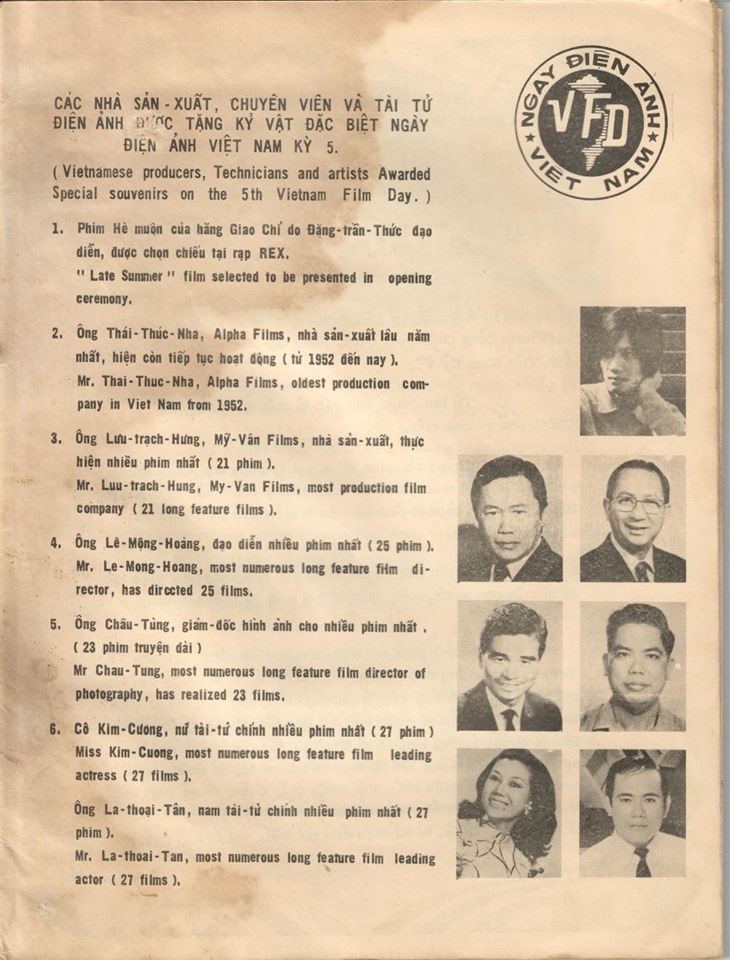 CÁC NHÀ SẢN-XUẤT, CHUYÊN VIÊN VÀ TÀI TỬ
ĐIỆN ẢNH ĐƯỢC TẶNG KỶ VẬT ĐẶC BIỆT NGÀY
ĐIỆN ẢNH VIỆT NAM KỲ 5.
( Vietnamese producers, Technicians and artists Awarded
Special souvenirs on the 5th Vietnam Film Day. )
NGAY ĐIỆN ẢNH
VFD
VIỆT NAM
1. Phim Hè muộn của hãng Giao Chỉ do Đặng-trần-Thức đạo
diễn, được chọn chiếu tại rạp REX.
" Late Summer " film selected to be presented in opening
ceremony.
2. Ông Thái-Thúc-Nha, Alpha Films, nhà sản-xuất lâu năm
nhất, hiện còn tiếp tục hoạt động ( từ 1952 đến nay ).
Mr. Thai-Thuc-Nha, Alpha Films, oldest production com-
pany in Viet Nam from 1952.
3. Ông Lưu-trạch-Hưng, Mỹ-Vân Films, nhà sản-xuất, thực
hiện nhiều phim nhất ( 21 phim ).
Mr. Luu-trach-Hung, My-Van Films, most production film
company ( 21 long feature films ).
4. Ông Lê-Mộng-Hoàng, đạo diễn nhiều phim nhất ( 25 phim ).
Mr. Le-Mong-Hoang, most numerous long feature film di-
rector, has directed 25 films.
5. Ông Châu-Tùng, giám-đốc hình ảnh cho nhiều phim nhất .
( 23 phim truyện dài )
Mr Chau-Tung, most numerous long feature film director of
photography, has realized 23 films.
6. Cô Kim-Cương, nữ tài-tử chính nhiều phim nhất ( 27 phim )
Miss Kim-Cuong, most numerous long feature film leading
actress ( 27 films ).
Ông La-thoại-Tân, nam tài-tử chính nhiều phim nhất ( 27
phim ).
Mr. La-thoai-Tan, most numerous long feature film leading
actor ( 27 films ).